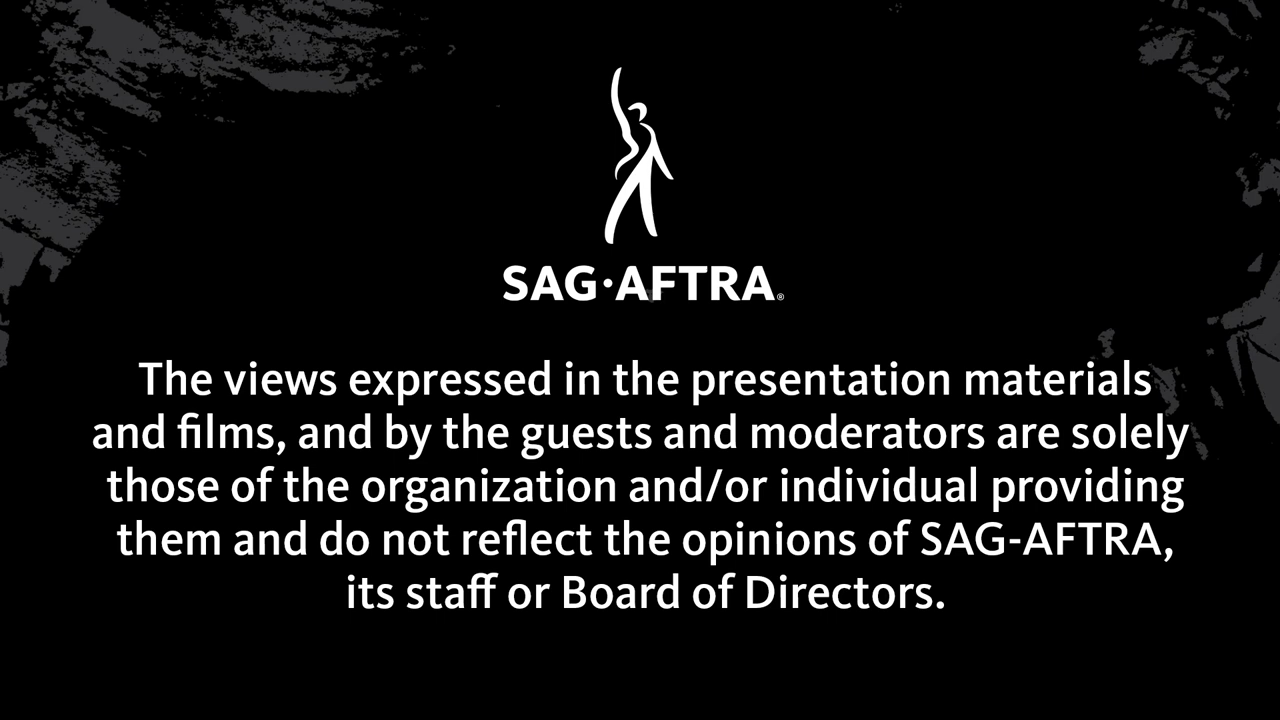 SAG·AFTRA®
The views expressed in the presentation materials
and films, and by the guests and moderators are solely
those of the organization and/or individual providing
them and do not reflect the opinions of SAG-AFTRA,
its staff or Board of Directors.